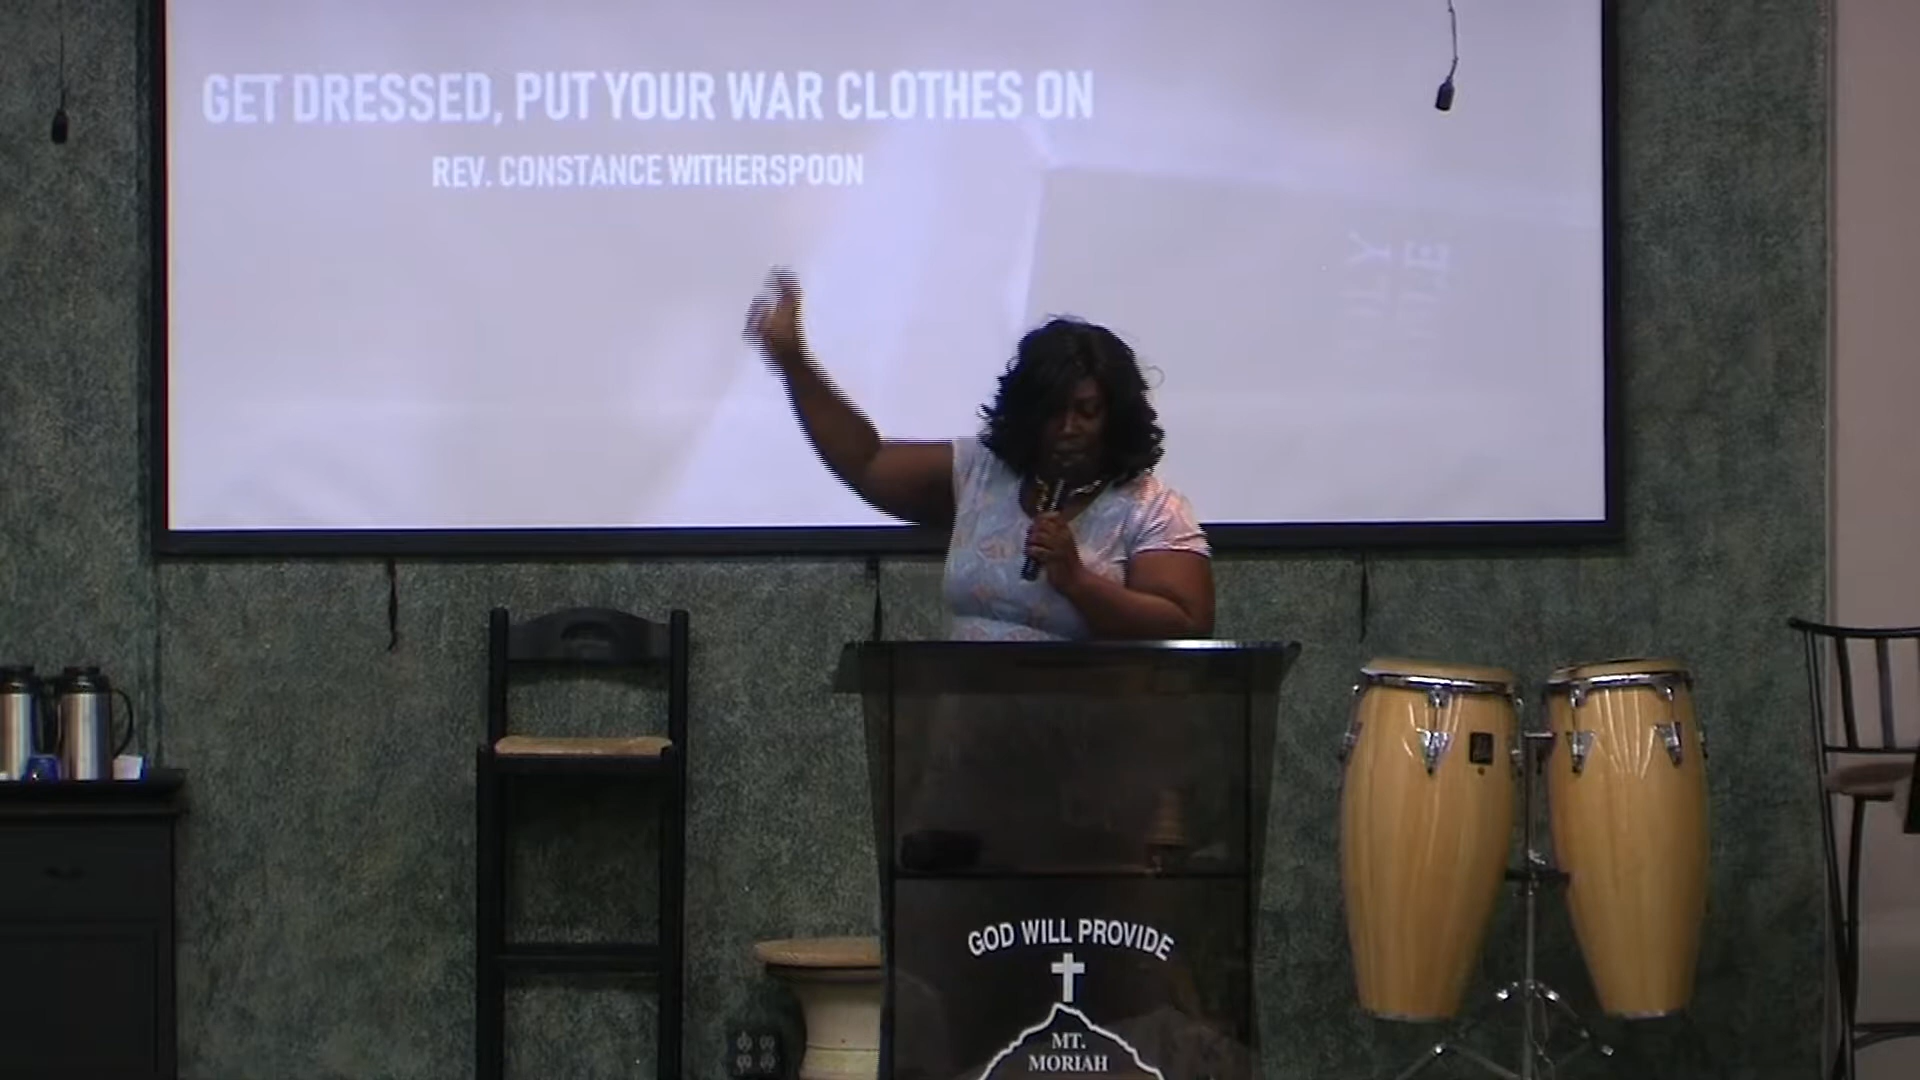 GET DRESSED, PUT YOUR WAR CLOTHES ON
REV. CONSTANCE WITHERSPOON
GOD WILL PROVIDE
MT.
MORIAH